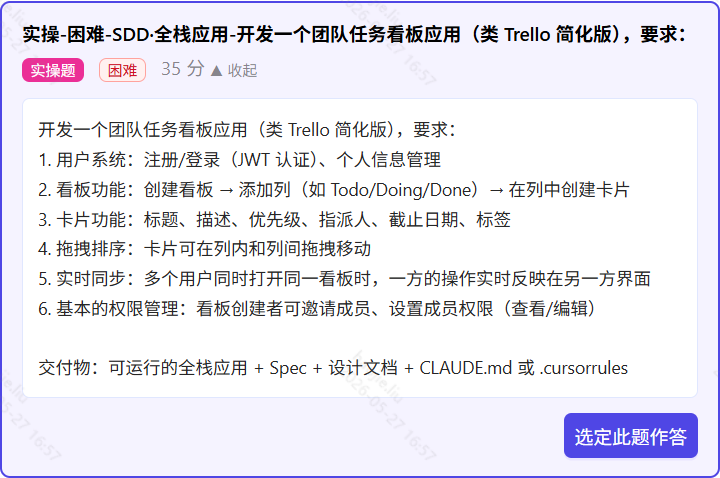 实操-困难-SDD·全栈应用-开发一个团队任务看板应用（类 Trello 简化版），要求：
实操题 困难 35 分 ▲ 收起
开发一个团队任务看板应用（类 Trello 简化版），要求：
1. 用户系统：注册/登录（JWT 认证）、个人信息管理
2. 看板功能：创建看板 → 添加列（如 Todo/Doing/Done）→ 在列中创建卡片
3. 卡片功能：标题、描述、优先级、指派人、截止日期、标签
4. 拖拽排序：卡片可在列内和列间拖拽移动
5. 实时同步：多个用户同时打开同一看板时，一方的操作实时反映在另一方界面
6. 基本的权限管理：看板创建者可邀请成员、设置成员权限（查看/编辑）
交付物：可运行的全栈应用 + Spec + 设计文档 + CLAUDE.md 或 .cursorrules
选定此题作答